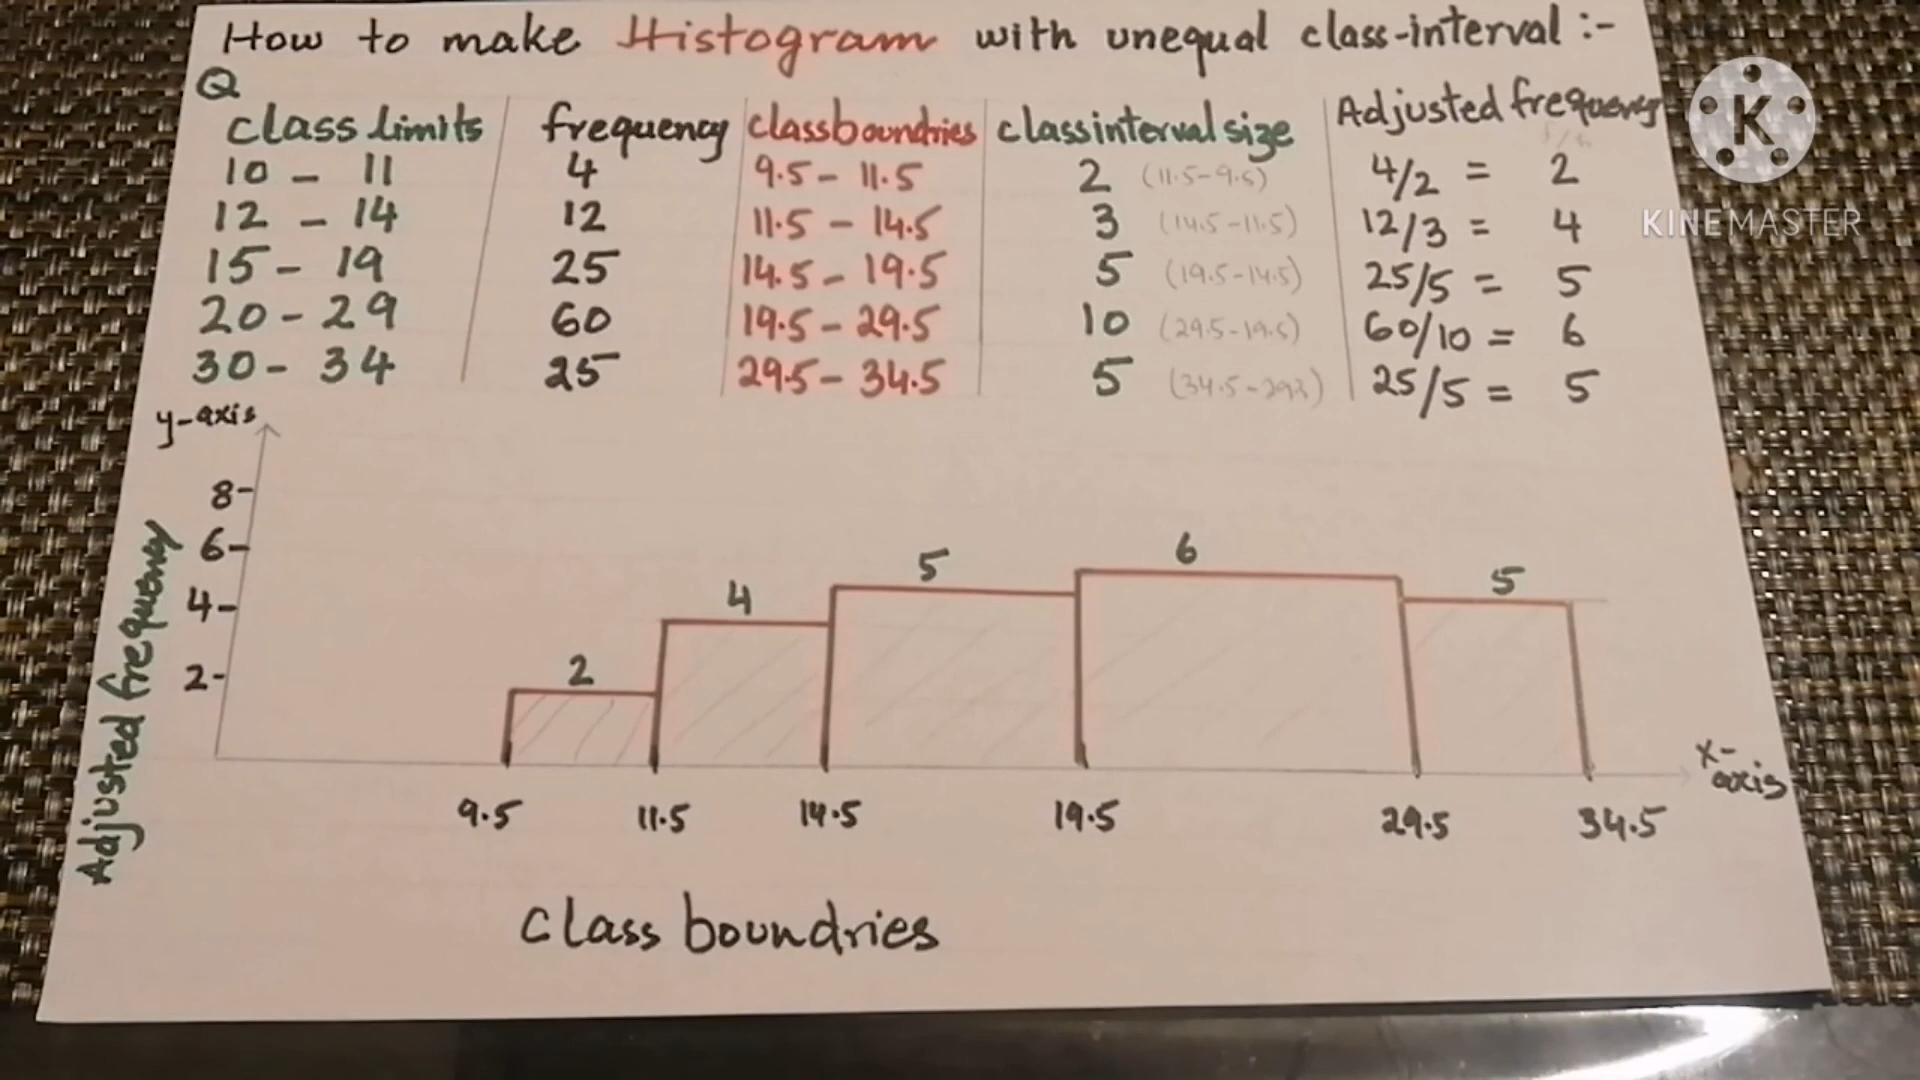 How to make Histogram with unequal class-interval :-
Q
class limits frequency classboundries classinterval size Adjusted frequency
10 - 11 4 9.5 - 11.5 2 (11.5-9.5) 4/2 = 2
12 - 14 12 11.5 - 14.5 3 (14.5-11.5) 12/3 = 4
15 - 19 25 14.5 - 19.5 5 (19.5-14.5) 25/5 = 5
20 - 29 60 19.5 - 29.5 10 (29.5-19.5) 60/10 = 6
30 - 34 25 29.5 - 34.5 5 25/5 = 5
K
KINEMASTER
y-axis
8-
6-
4-
2-
Adjusted frequency
2
4
5
6
5
x-axis
9.5 11.5 14.5 19.5 29.5 34.5
Class boundries